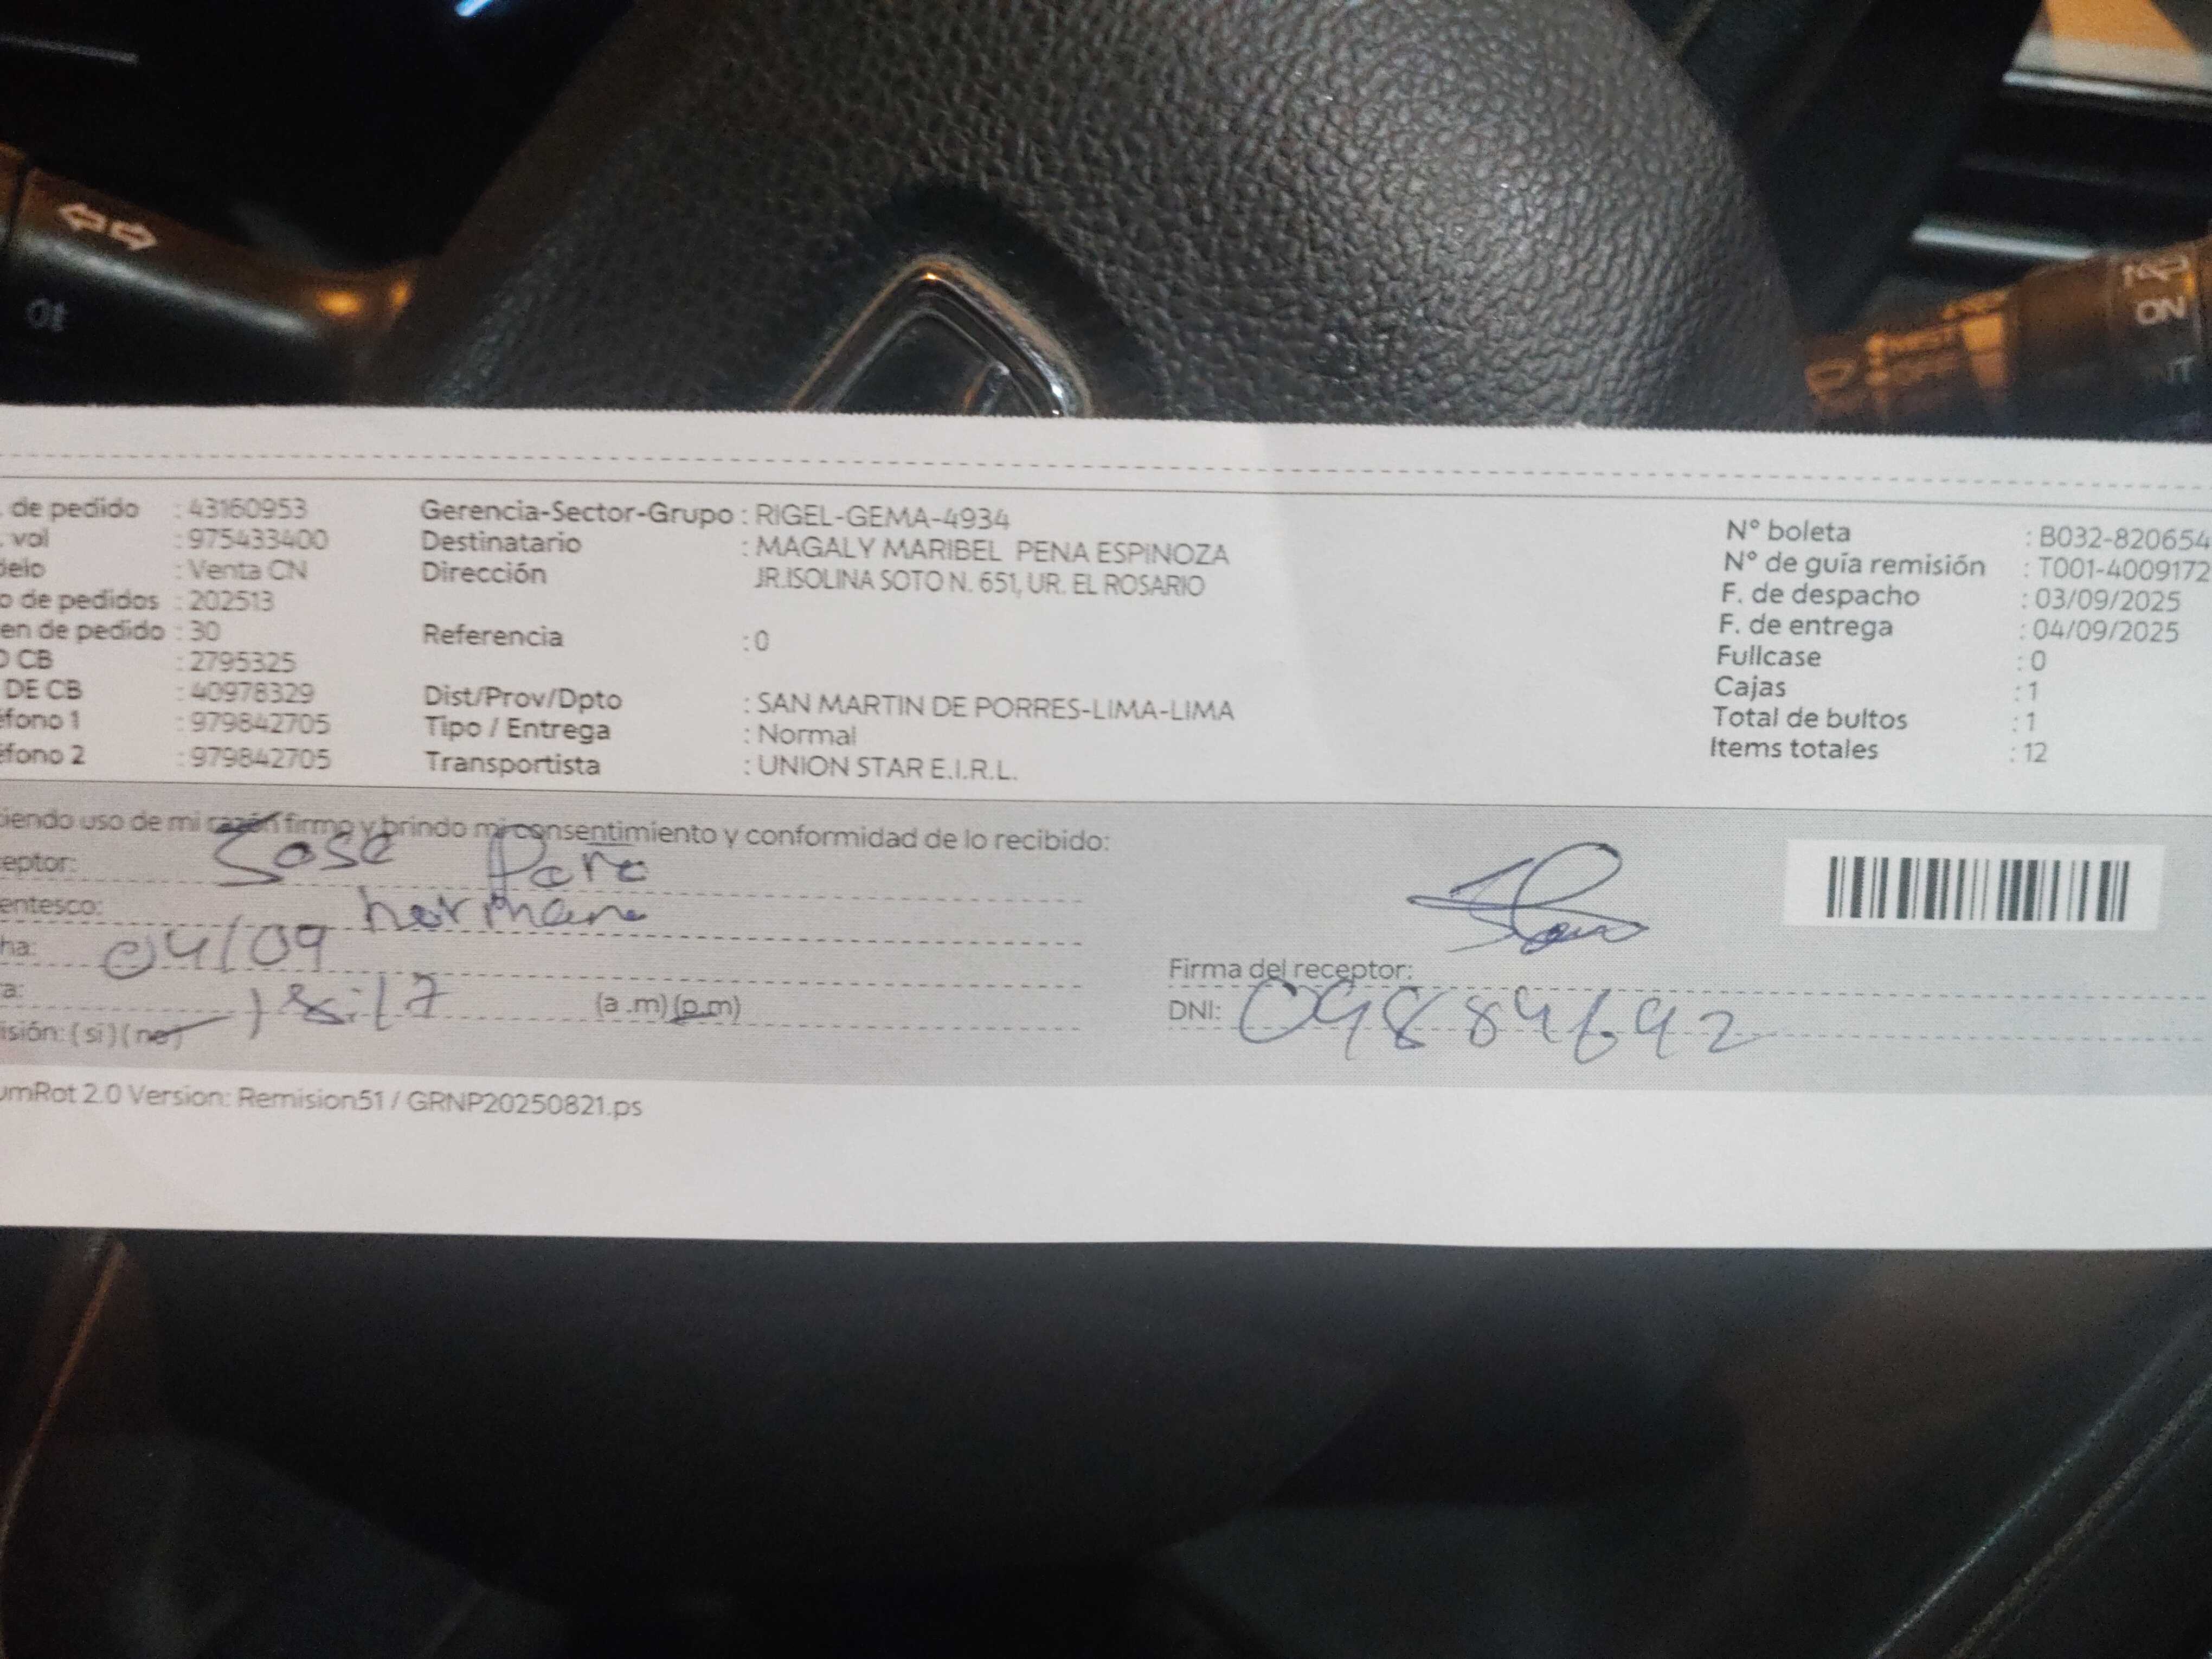 de pedido : 43160953 Gerencia-Sector-Grupo : RIGEL-GEMA-4934 N° boleta : B032-820654
vol : 975433400 Destinatario : MAGALY MARIBEL PENA ESPINOZA N° de guía remisión : T001-4009172
delo : Venta CN Dirección JR.ISOLINA SOTO N. 651, UR. EL ROSARIO F. de despacho : 03/09/2025
o de pedidos : 202513 F. de entrega : 04/09/2025
en de pedido : 30 Referencia : 0 Fullcase : 0
O CB : 2795325 Cajas : 1
DE CB : 40978329 Dist/Prov/Dpto : SAN MARTIN DE PORRES-LIMA-LIMA Total de bultos : 1
éfono 1 : 979842705 Tipo / Entrega : Normal Items totales : 12
éfono 2 : 979842705 Transportista : UNION STAR E.I.R.L.
iendo uso de mi razón firmo y brindo mi consentimiento y conformidad de lo recibido:
eptor: Jose
entesco: hermano
ha: 04/09
Firma del receptor:
a: 18:17 (a .m) (p.m) DNI: 09884692
isión: ( si ) ( no )
umRot 2.0 Version: Remision51 / GRNP20250821.ps
ON